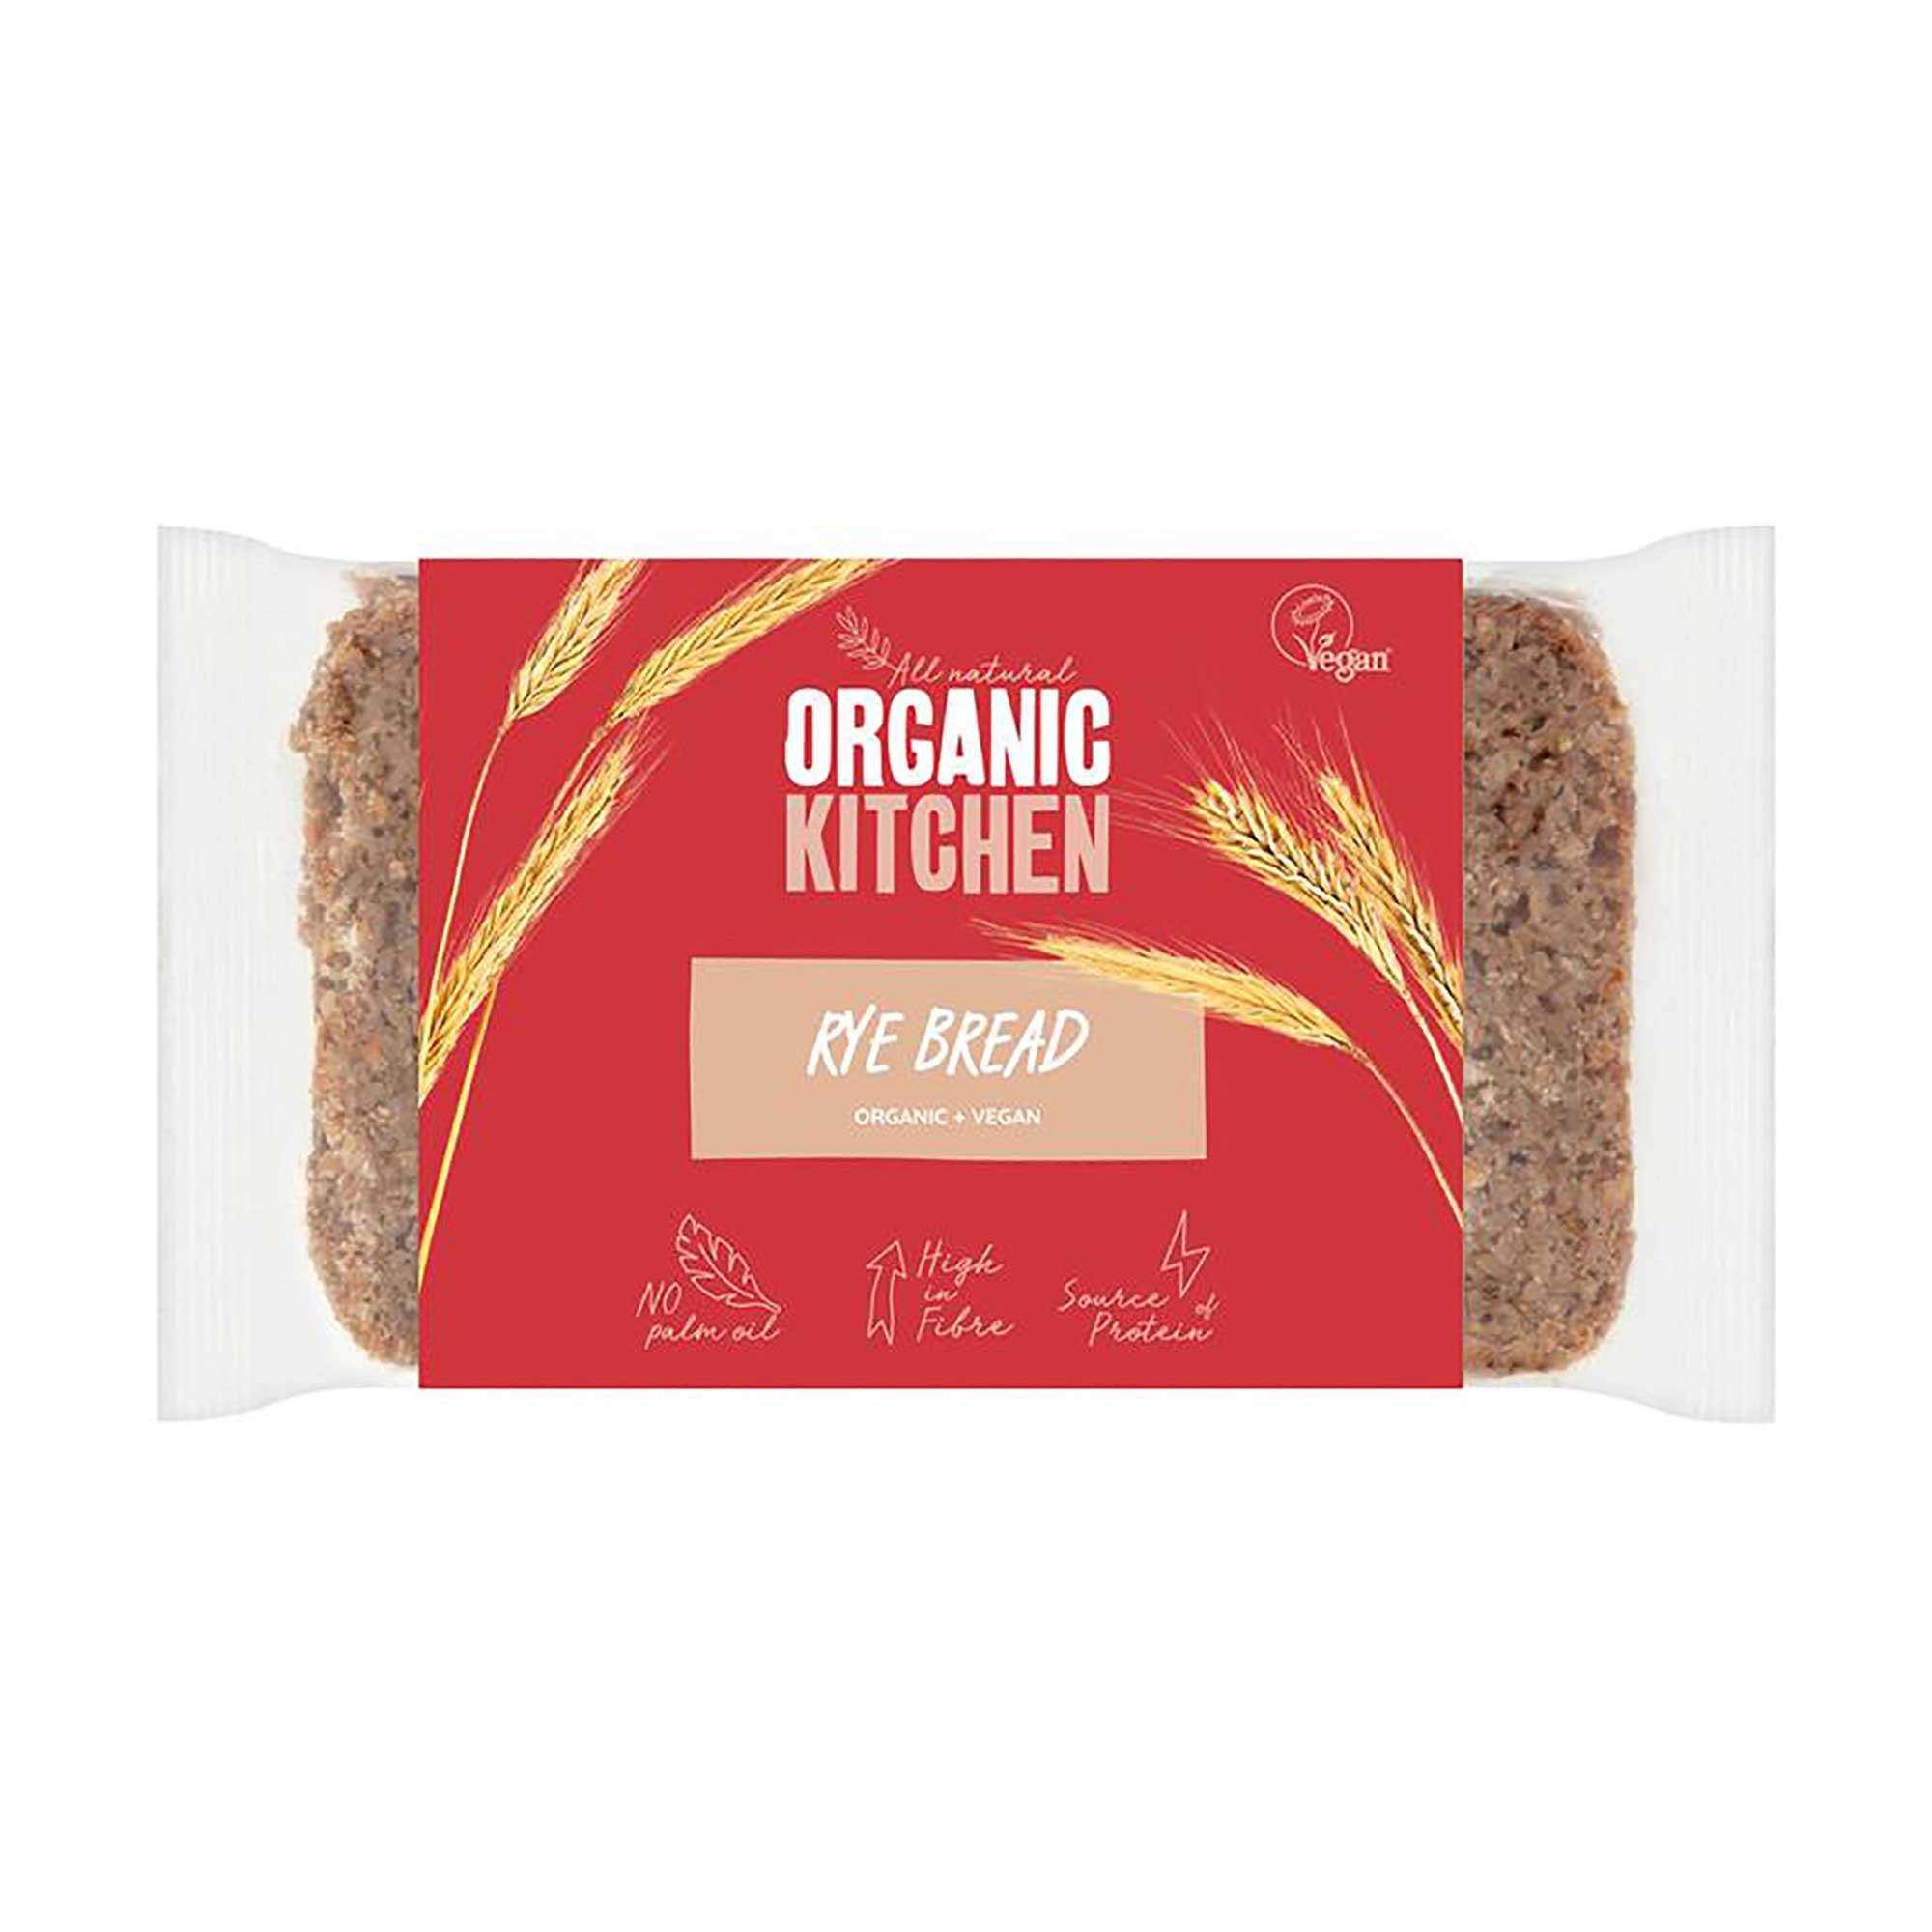 Vegan
All natural
ORGANIC
KITCHEN
RYE BREAD
ORGANIC + VEGAN
NO
palm oil
High
in
Fibre
Source of
Protein